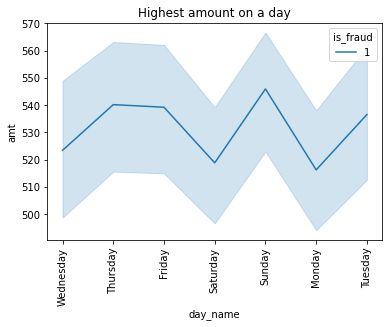 Highest amount on a day
is_fraud
1
570
560
550
540
530
520
510
500
amt
Wednesday
Thursday
Friday
Saturday
Sunday
Monday
Tuesday
day_name